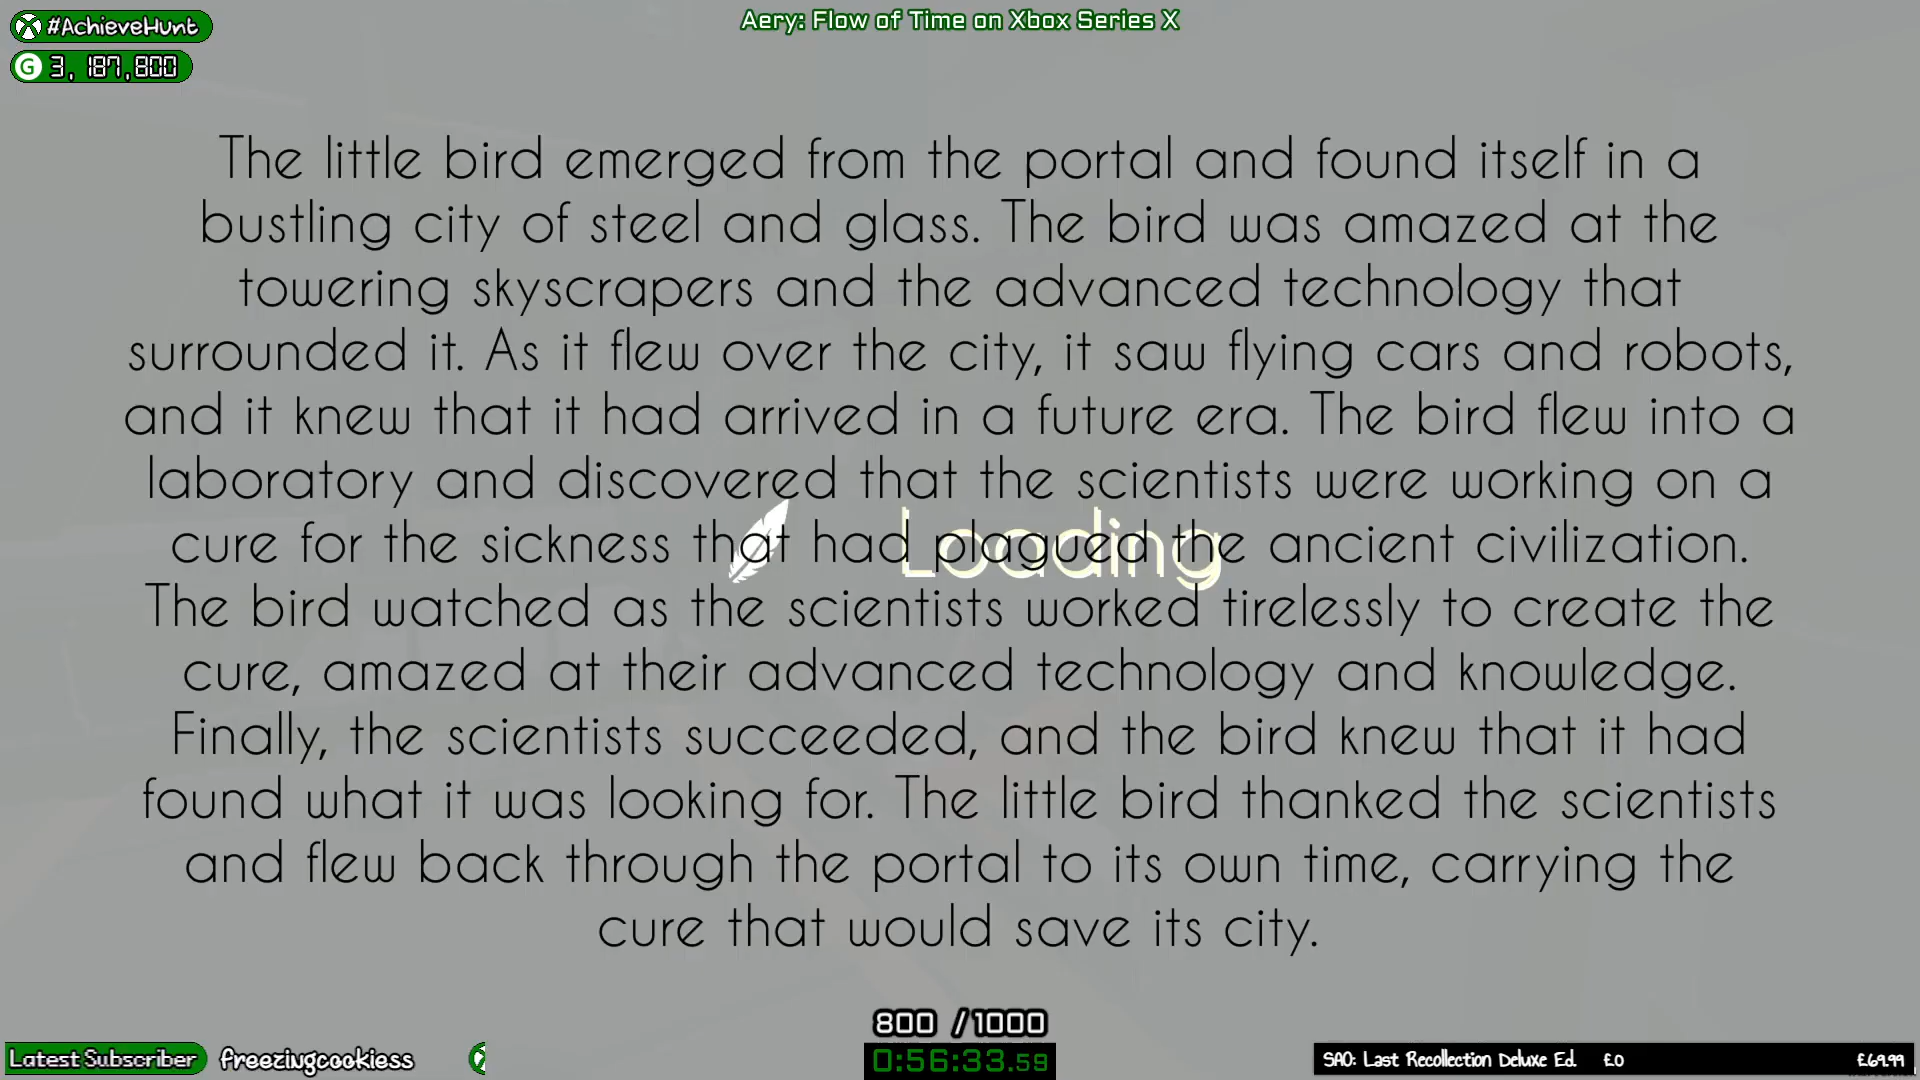 #AchieveHunt
Aery: Flow of Time on Xbox Series X
G 3,187,800
The little bird emerged from the portal and found itself in a
bustling city of steel and glass. The bird was amazed at the
towering skyscrapers and the advanced technology that
surrounded it. As it flew over the city, it saw flying cars and robots,
and it knew that it had arrived in a future era. The bird flew into a
laboratory and discovered that the scientists were working on a
cure for the sickness that had plagued the ancient civilization.
Loading
The bird watched as the scientists worked tirelessly to create the
cure, amazed at their advanced technology and knowledge.
Finally, the scientists succeeded, and the bird knew that it had
found what it was looking for. The little bird thanked the scientists
and flew back through the portal to its own time, carrying the
cure that would save its city.
800 /1000
0:56:33.59
Latest Subscriber freezingcookiess
SAO: Last Recollection Deluxe Ed. £0 £69.99